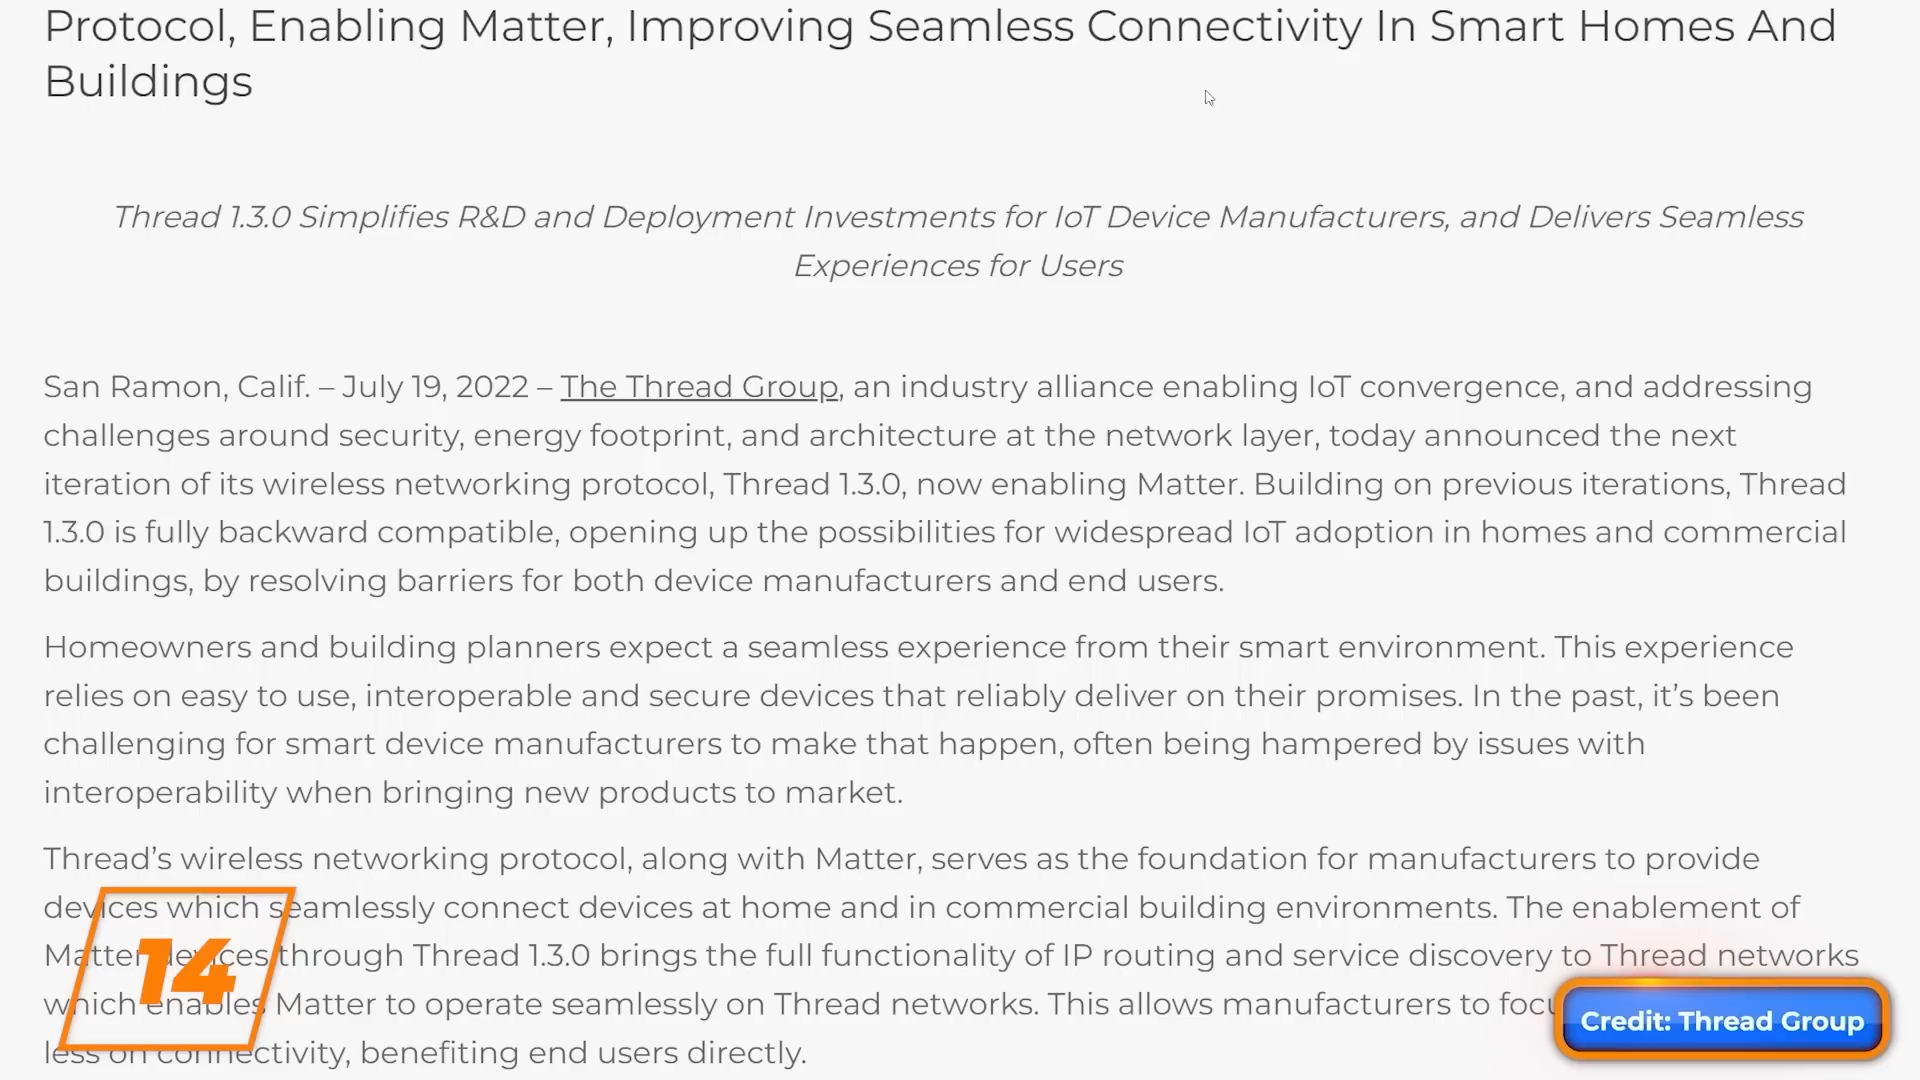 Protocol, Enabling Matter, Improving Seamless Connectivity In Smart Homes And
Buildings
Thread 1.3.0 Simplifies R&D and Deployment Investments for IoT Device Manufacturers, and Delivers Seamless
Experiences for Users
San Ramon, Calif. – July 19, 2022 – The Thread Group, an industry alliance enabling IoT convergence, and addressing
challenges around security, energy footprint, and architecture at the network layer, today announced the next
iteration of its wireless networking protocol, Thread 1.3.0, now enabling Matter. Building on previous iterations, Thread
1.3.0 is fully backward compatible, opening up the possibilities for widespread IoT adoption in homes and commercial
buildings, by resolving barriers for both device manufacturers and end users.
Homeowners and building planners expect a seamless experience from their smart environment. This experience
relies on easy to use, interoperable and secure devices that reliably deliver on their promises. In the past, it’s been
challenging for smart device manufacturers to make that happen, often being hampered by issues with
interoperability when bringing new products to market.
Thread’s wireless networking protocol, along with Matter, serves as the foundation for manufacturers to provide
devices which seamlessly connect devices at home and in commercial building environments. The enablement of
Matter devices through Thread 1.3.0 brings the full functionality of IP routing and service discovery to Thread networks
which enables Matter to operate seamlessly on Thread networks. This allows manufacturers to
less on connectivity, benefiting end users directly.
14
Credit: Thread Group